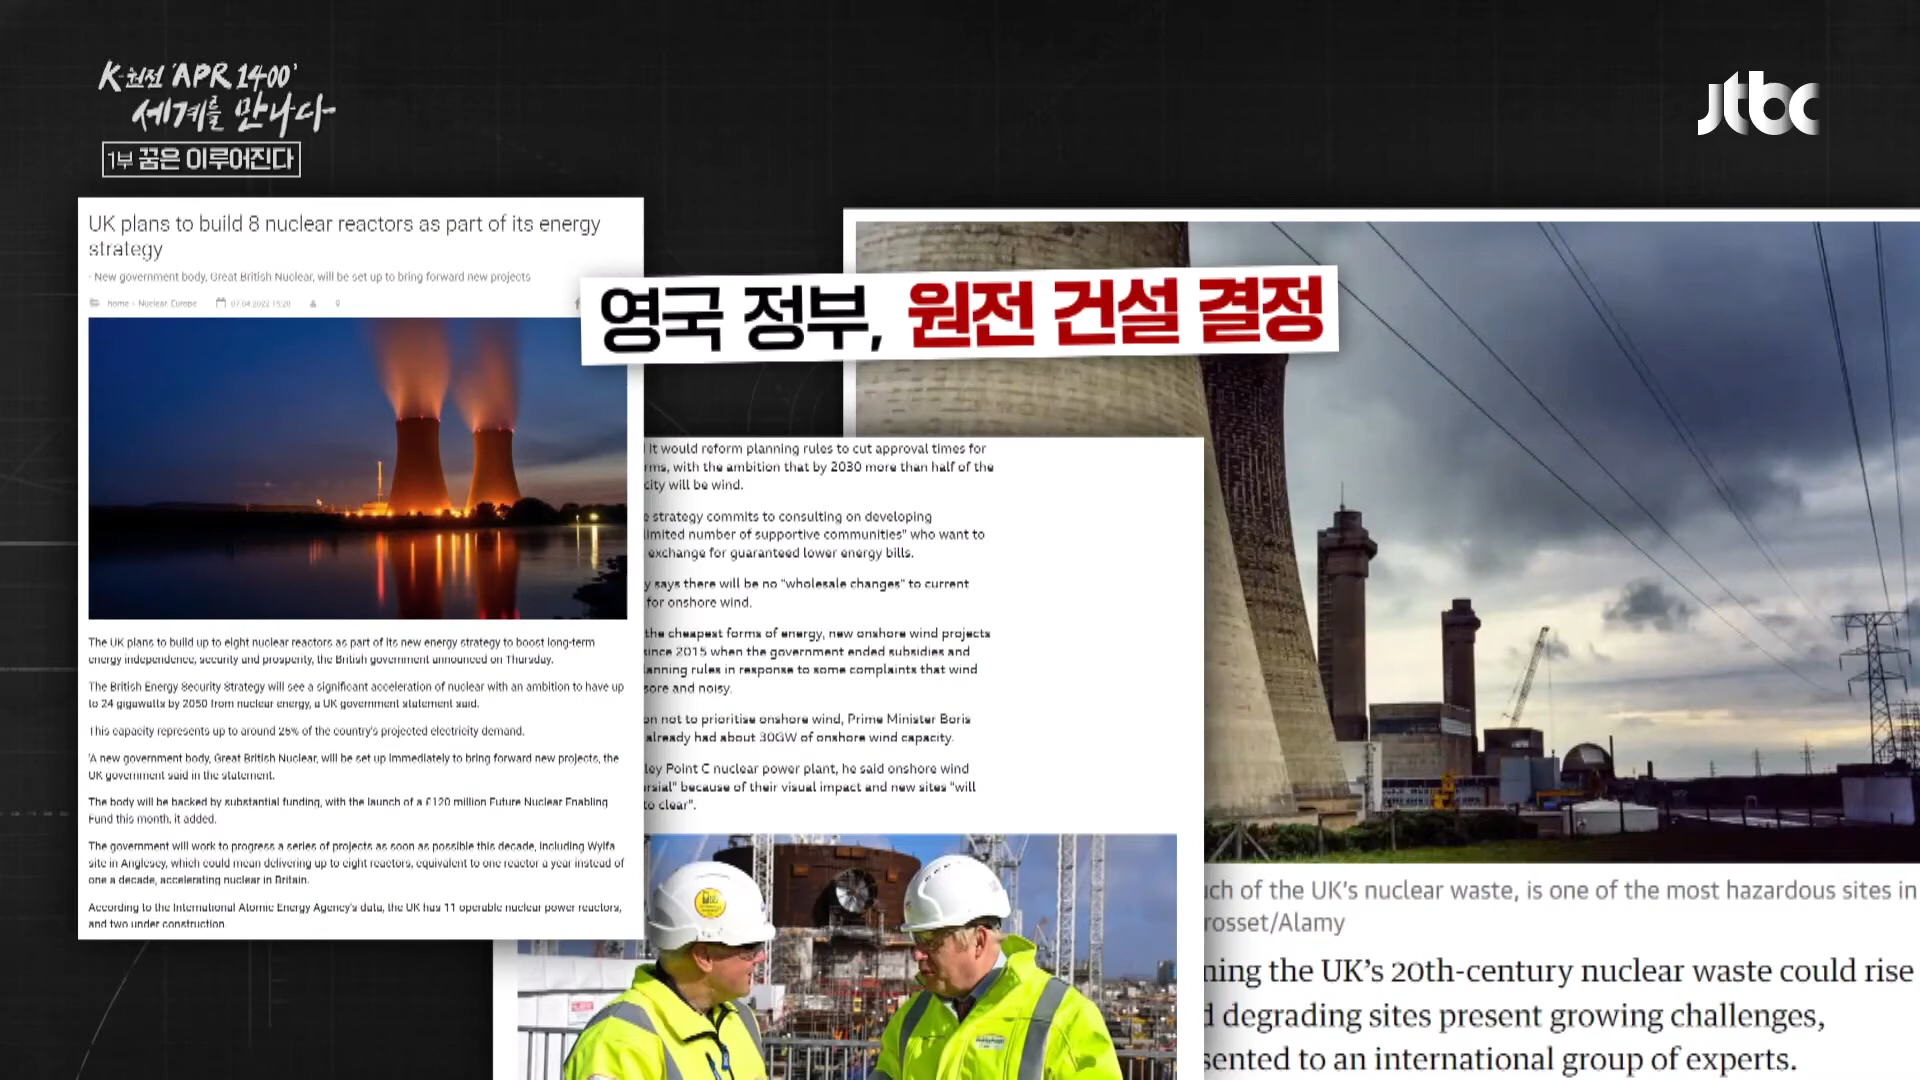 K-원전 'APR 1400'
세계를 만나다
1부 꿈은 이루어진다
jtbc
영국 정부, 원전 건설 결정
UK plans to build 8 nuclear reactors as part of its energy
strategy
- New government body, Great British Nuclear, will be set up to bring forward new projects
home › Nuclear, Europe 07.04.2022 15:20
The UK plans to build up to eight nuclear reactors as part of its new energy strategy to boost long-term
energy independence, security and prosperity, the British government announced on Thursday.
The British Energy Security Strategy will see a significant acceleration of nuclear with an ambition to have up
to 24 gigawatts by 2050 from nuclear energy, a UK government statement said.
This capacity represents up to around 25% of the country's projected electricity demand.
'A new government body, Great British Nuclear, will be set up immediately to bring forward new projects, the
UK government said in the statement.
The body will be backed by substantial funding, with the launch of a £120 million Future Nuclear Enabling
Fund this month, it added.
The government will work to progress a series of projects as soon as possible this decade, including Wylfa
site in Anglesey, which could mean delivering up to eight reactors, equivalent to one reactor a year instead of
one a decade, accelerating nuclear in Britain.
According to the International Atomic Energy Agency's data, the UK has 11 operable nuclear power reactors,
and two under construction.
it would reform planning rules to cut approval times for
rms, with the ambition that by 2030 more than half of the
city will be wind.
e strategy commits to consulting on developing
limited number of supportive communities" who want to
exchange for guaranteed lower energy bills.
y says there will be no "wholesale changes" to current
for onshore wind.
the cheapest forms of energy, new onshore wind projects
since 2015 when the government ended subsidies and
lanning rules in response to some complaints that wind
sore and noisy.
on not to prioritise onshore wind, Prime Minister Boris
already had about 30GW of onshore wind capacity.
ley Point C nuclear power plant, he said onshore wind
rsial" because of their visual impact and new sites "will
to clear".
uch of the UK's nuclear waste, is one of the most hazardous sites in
rosset/Alamy
ning the UK's 20th-century nuclear waste could rise
d degrading sites present growing challenges,
sented to an international group of experts.